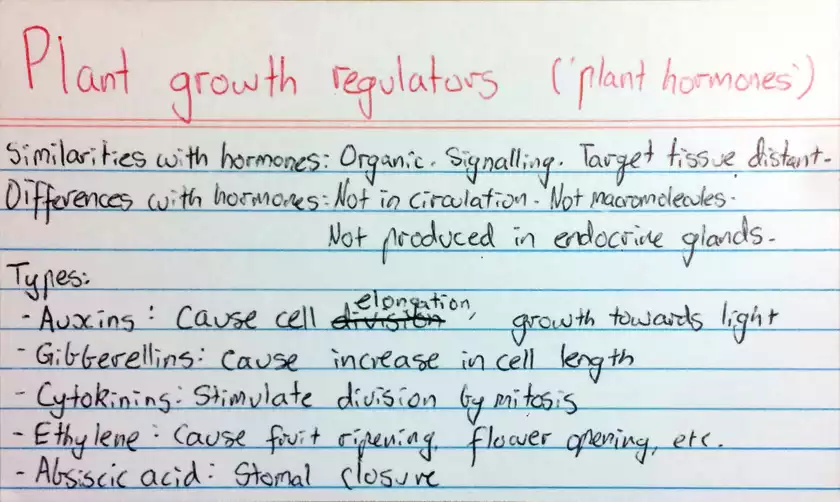 Plant growth regulators ('plant hormones')
Similarities with hormones: Organic. Signalling. Target tissue distant.
Differences with hormones: Not in circulation. Not macromolecules.
Not produced in endocrine glands.
Types:
- Auxins: Cause cell division elongation, growth towards light
- Gibberellins: Cause increase in cell length
- Cytokining: Stimulate division by mitosis
- Ethylene: Cause fruit ripening, flower opening, etc.
- Absiscic acid: Stomal closure